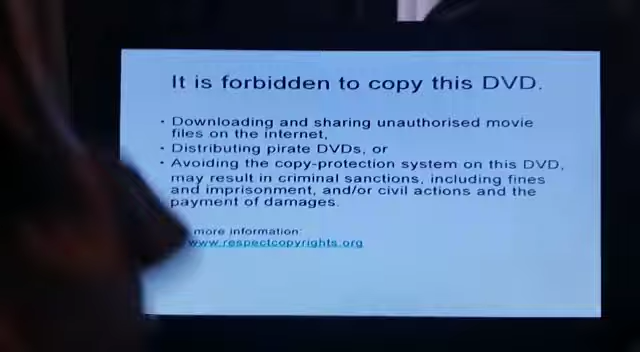 It is forbidden to copy this DVD.
• Downloading and sharing unauthorised movie
files on the internet,
• Distributing pirate DVDs, or
• Avoiding the copy-protection system on this DVD,
may result in criminal sanctions, including fines
and imprisonment, and/or civil actions and the
payment of damages.
more information:
www.respectcopyrights.org